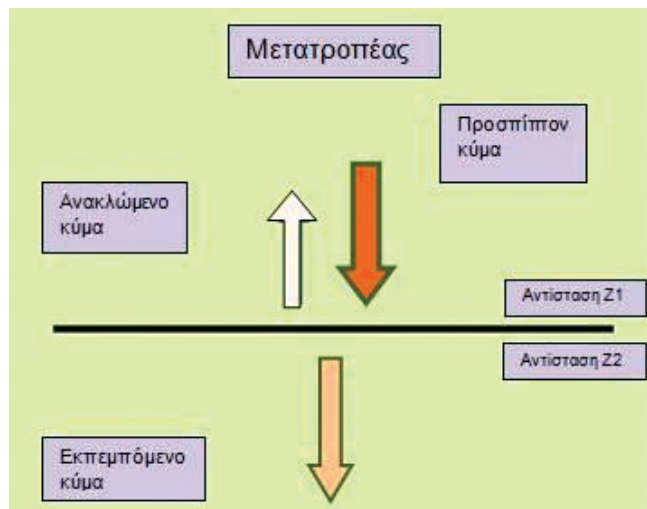 Μετατροπέας
Προσπίπτον
κύμα
Ανακλώμενο
κύμα
Αντίσταση Ζ1
Αντίσταση Ζ2
Εκπεμπόμενο
κύμα